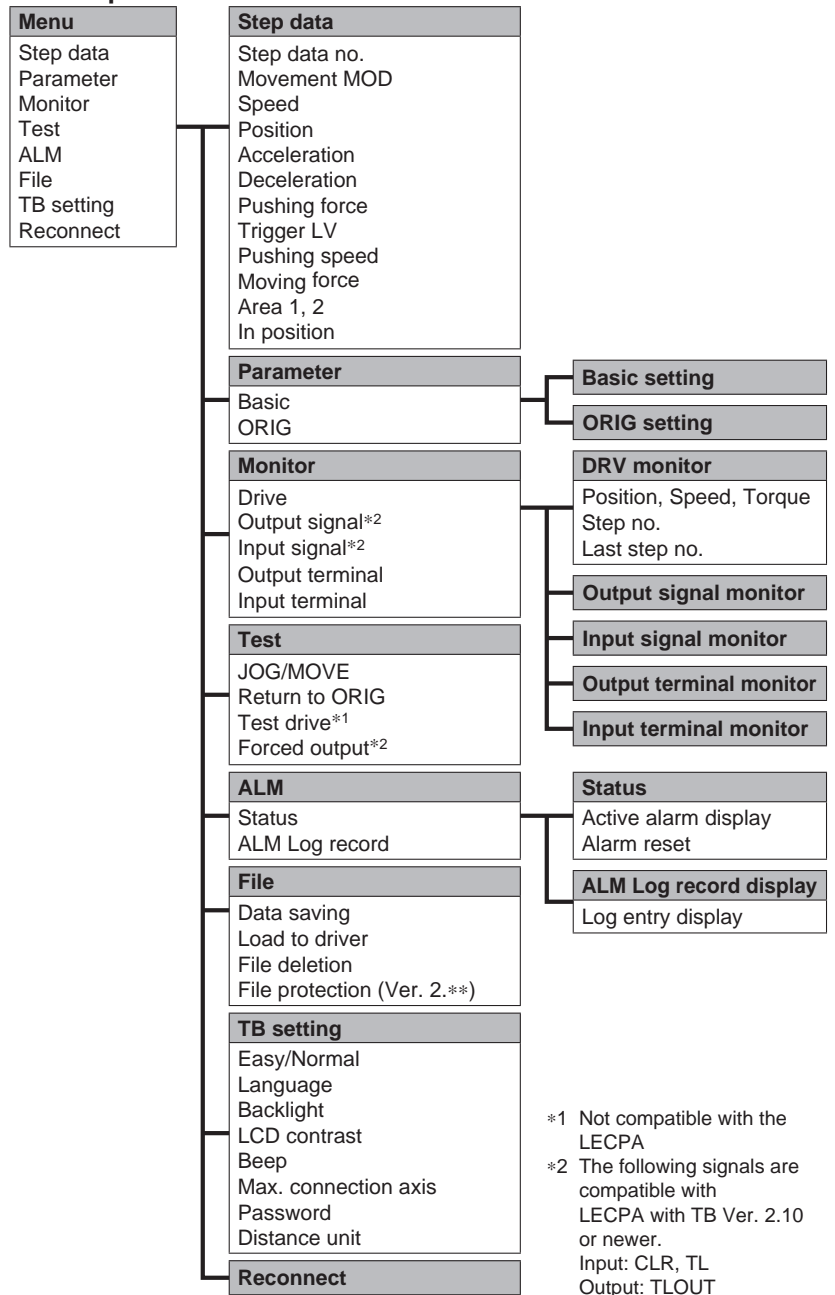 Menu
Step data
Parameter
Monitor
Test
ALM
File
TB setting
Reconnect
Step data
Step data no.
Movement MOD
Speed
Position
Acceleration
Deceleration
Pushing force
Trigger LV
Pushing speed
Moving force
Area 1, 2
In position
Parameter
Basic
ORIG
Basic setting
ORIG setting
Monitor
Drive
Output signal*2
Input signal*2
Output terminal
Input terminal
DRV monitor
Position, Speed, Torque
Step no.
Last step no.
Output signal monitor
Input signal monitor
Output terminal monitor
Input terminal monitor
Test
JOG/MOVE
Return to ORIG
Test drive*1
Forced output*2
ALM
Status
ALM Log record
Status
Active alarm display
Alarm reset
ALM Log record display
Log entry display
File
Data saving
Load to driver
File deletion
File protection (Ver. 2.**)
TB setting
Easy/Normal
Language
Backlight
LCD contrast
Beep
Max. connection axis
Password
Distance unit
Reconnect
*1 Not compatible with the
LECPA
*2 The following signals are
compatible with
LECPA with TB Ver. 2.10
or newer.
Input: CLR, TL
Output: TLOUT